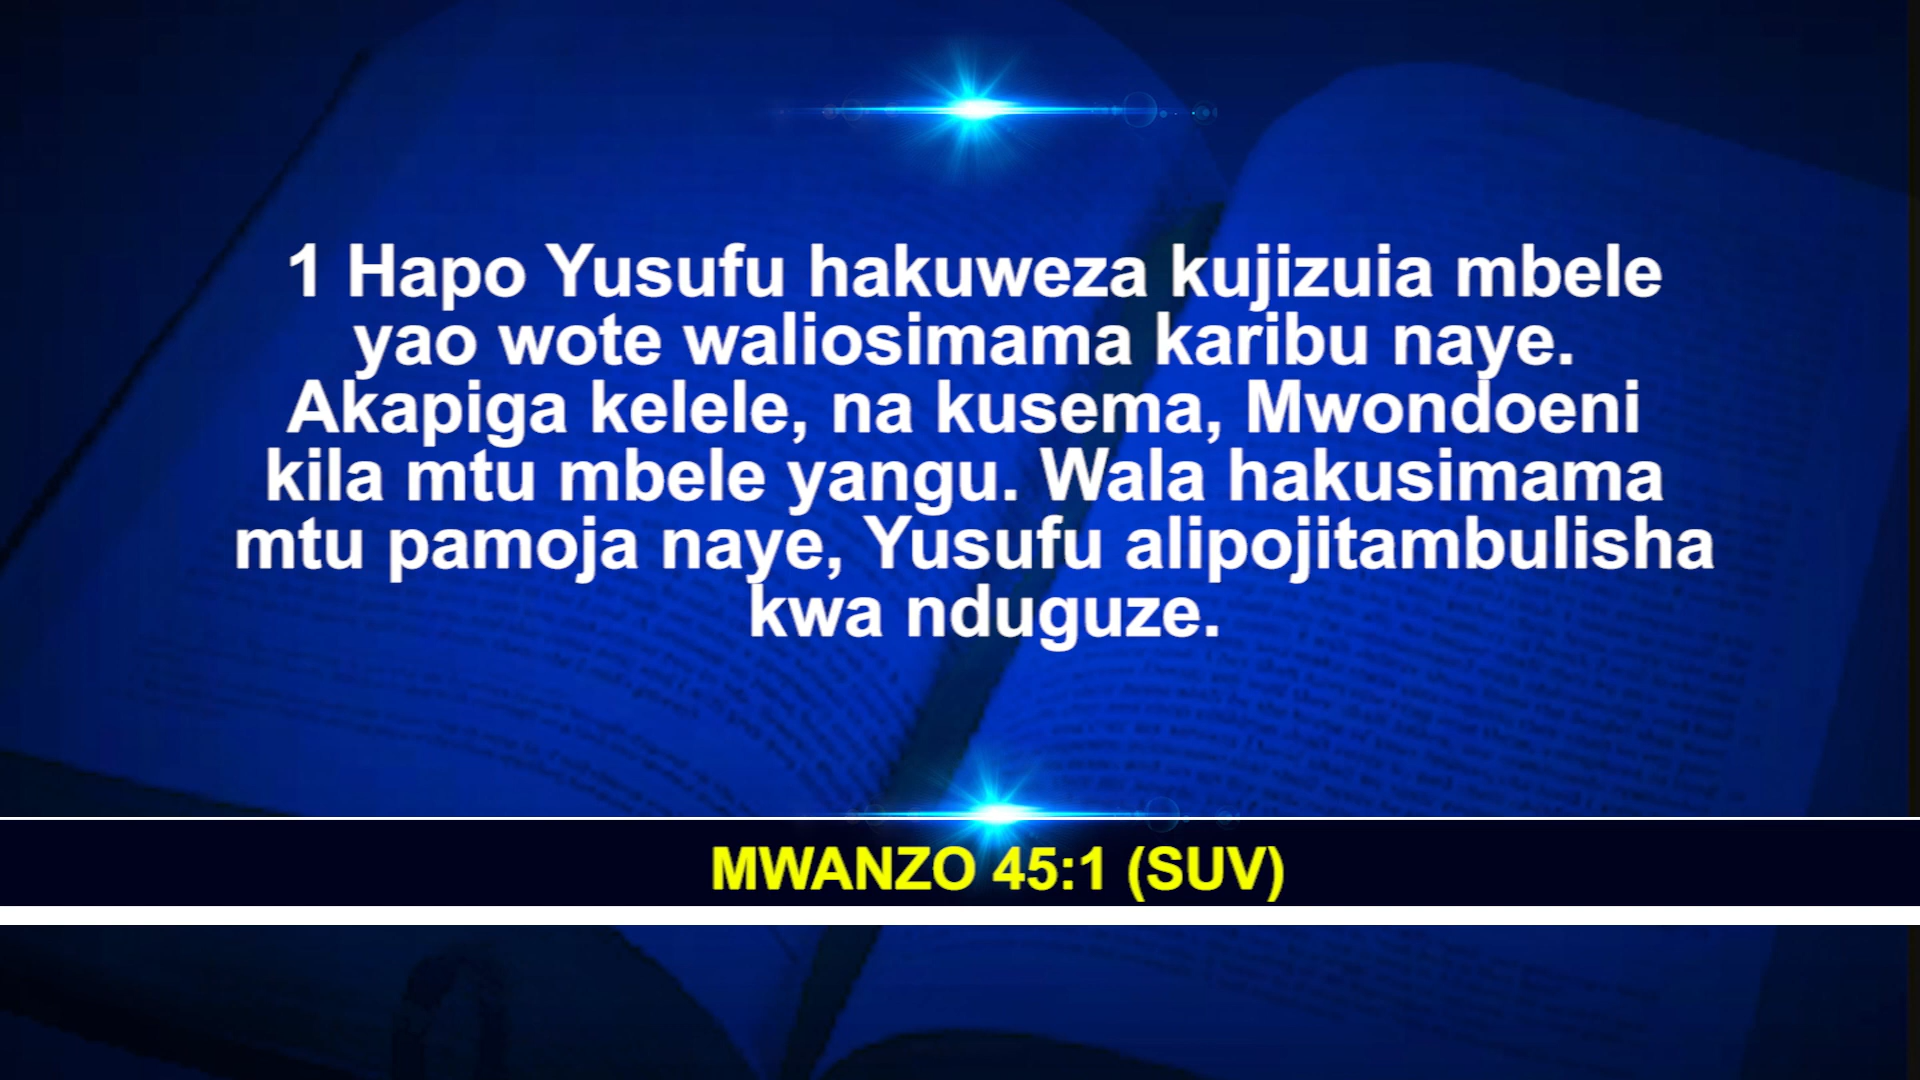 1 Hapo Yusufu hakuweza kujizuia mbele
yao wote waliosimama karibu naye.
Akapiga kelele, na kusema, Mwondoeni
kila mtu mbele yangu. Wala hakusimama
mtu pamoja naye, Yusufu alipojitambulisha
kwa nduguze.
MWANZO 45:1 (SUV)